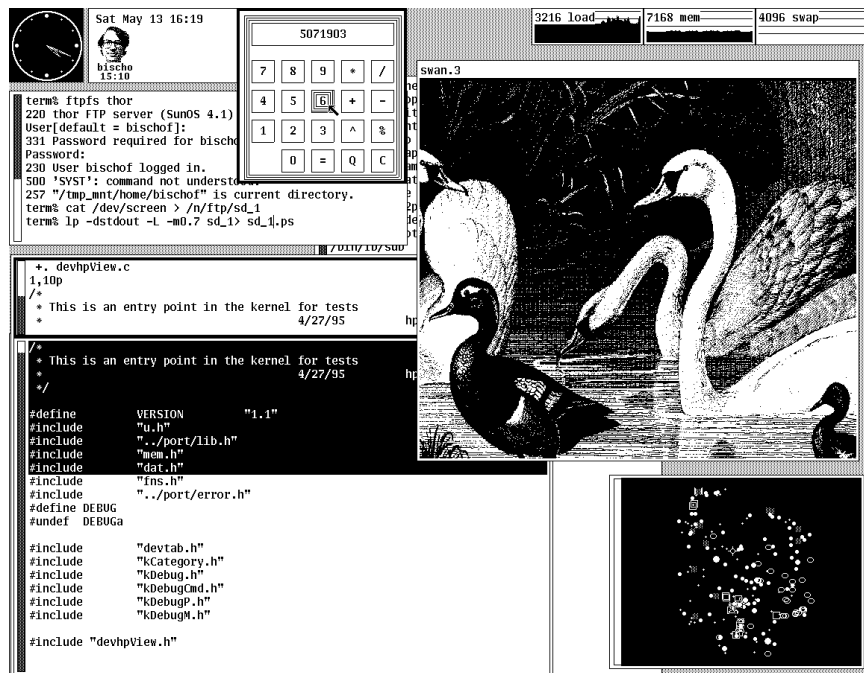 Sat May 13 16:19
bischo
15:10
5071903
7 8 9 * /
4 5 6 + -
1 2 3 ^ %
0 = Q C
3216 load
7168 mem
4096 swap
swan.3
term% ftpfs thor
220 thor FTP server (SunOS 4.1)
User[default = bischof]:
331 Password required for bischo
Password:
230 User bischof logged in.
500 'SYST': command not understood.
257 "/tmp_mnt/home/bischof" is current directory.
term% cat /dev/screen > /n/ftp/sd_1
term% lp -dstdout -L -m0.7 sd_1> sd_1.ps
/bin/fb/sub
+. devhpView.c
1,10p
/*
* This is an entry point in the kernel for tests
* 4/27/95 hp
/*
* This is an entry point in the kernel for tests
* 4/27/95 hp
*/
#define VERSION "1.1"
#include "u.h"
#include "../port/lib.h"
#include "mem.h"
#include "dat.h"
#include "fns.h"
#include "../port/error.h"
#define DEBUG
#undef DEBUGa
#include "devtab.h"
#include "kCategory.h"
#include "kDebug.h"
#include "kDebugCmd.h"
#include "kDebugP.h"
#include "kDebugM.h"
#include "devhpView.h"